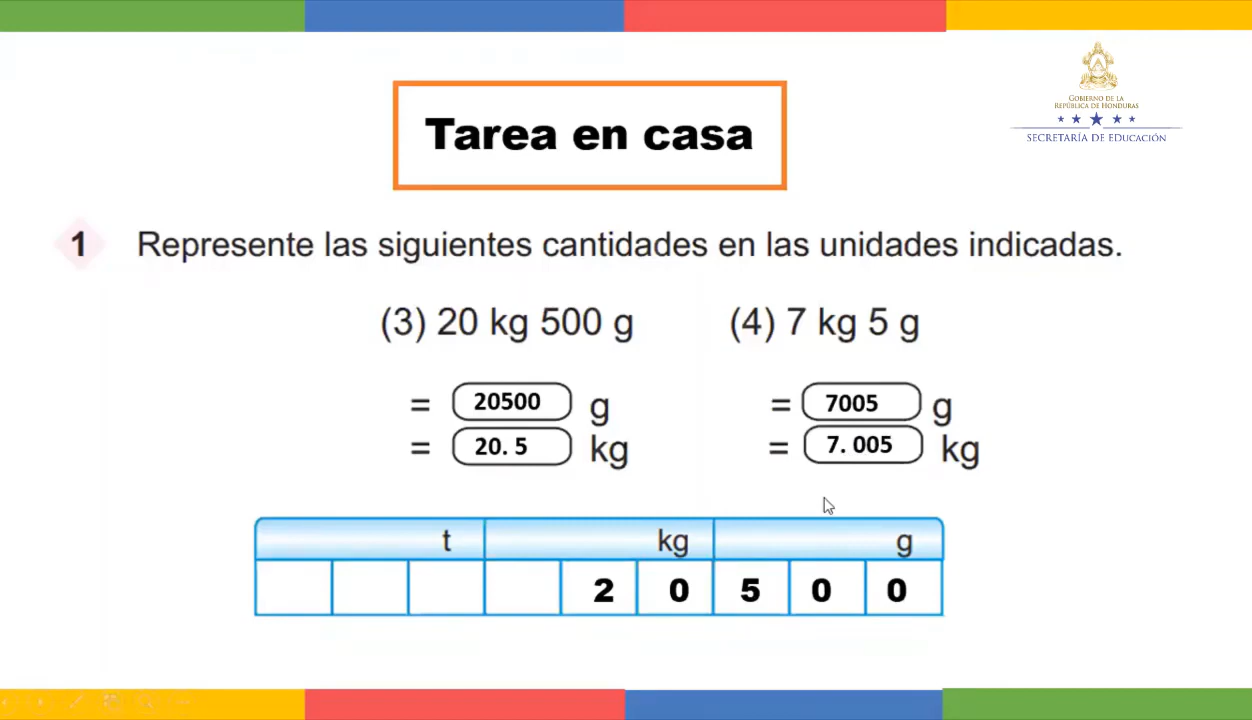 GOBIERNO DE LA
REPÚBLICA DE HONDURAS
SECRETARÍA DE EDUCACIÓN
Tarea en casa
1 Represente las siguientes cantidades en las unidades indicadas.
(3) 20 kg 500 g (4) 7 kg 5 g
= 20500 g = 7005 g
= 20. 5 kg = 7. 005 kg
t kg g
2 0 5 0 0